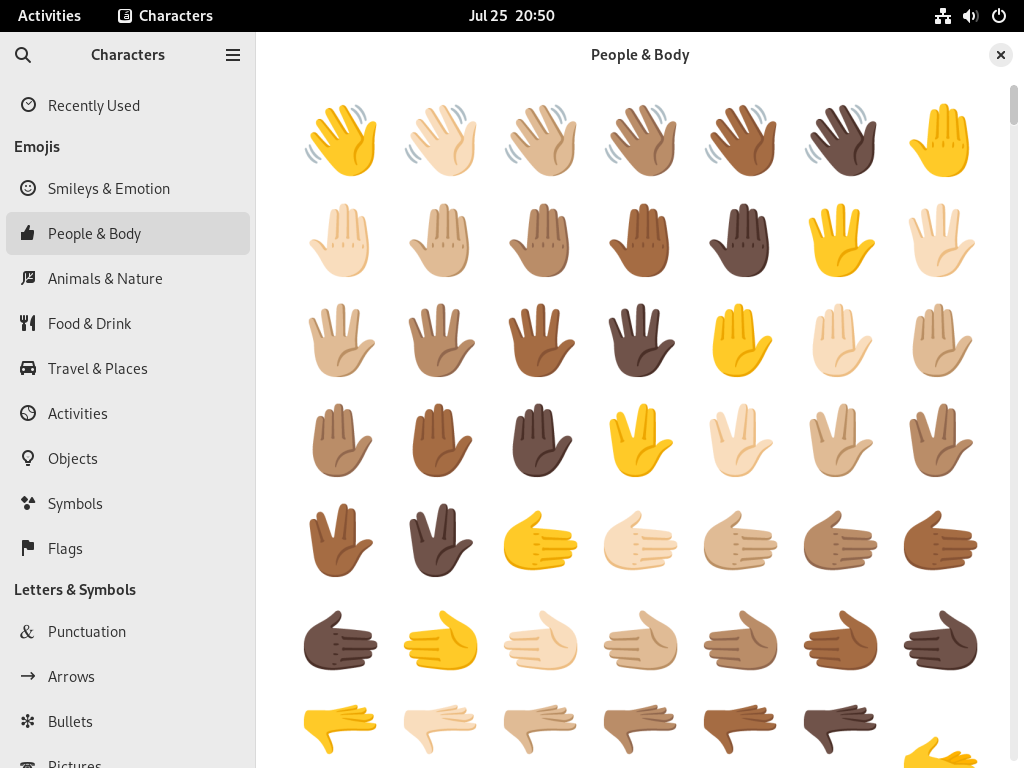 Activities
Characters
Jul 25 20:50
Characters
People & Body
Recently Used
Emojis
Smileys & Emotion
People & Body
Animals & Nature
Food & Drink
Travel & Places
Activities
Objects
Symbols
Flags
Letters & Symbols
& Punctuation
Arrows
Bullets
Pictures